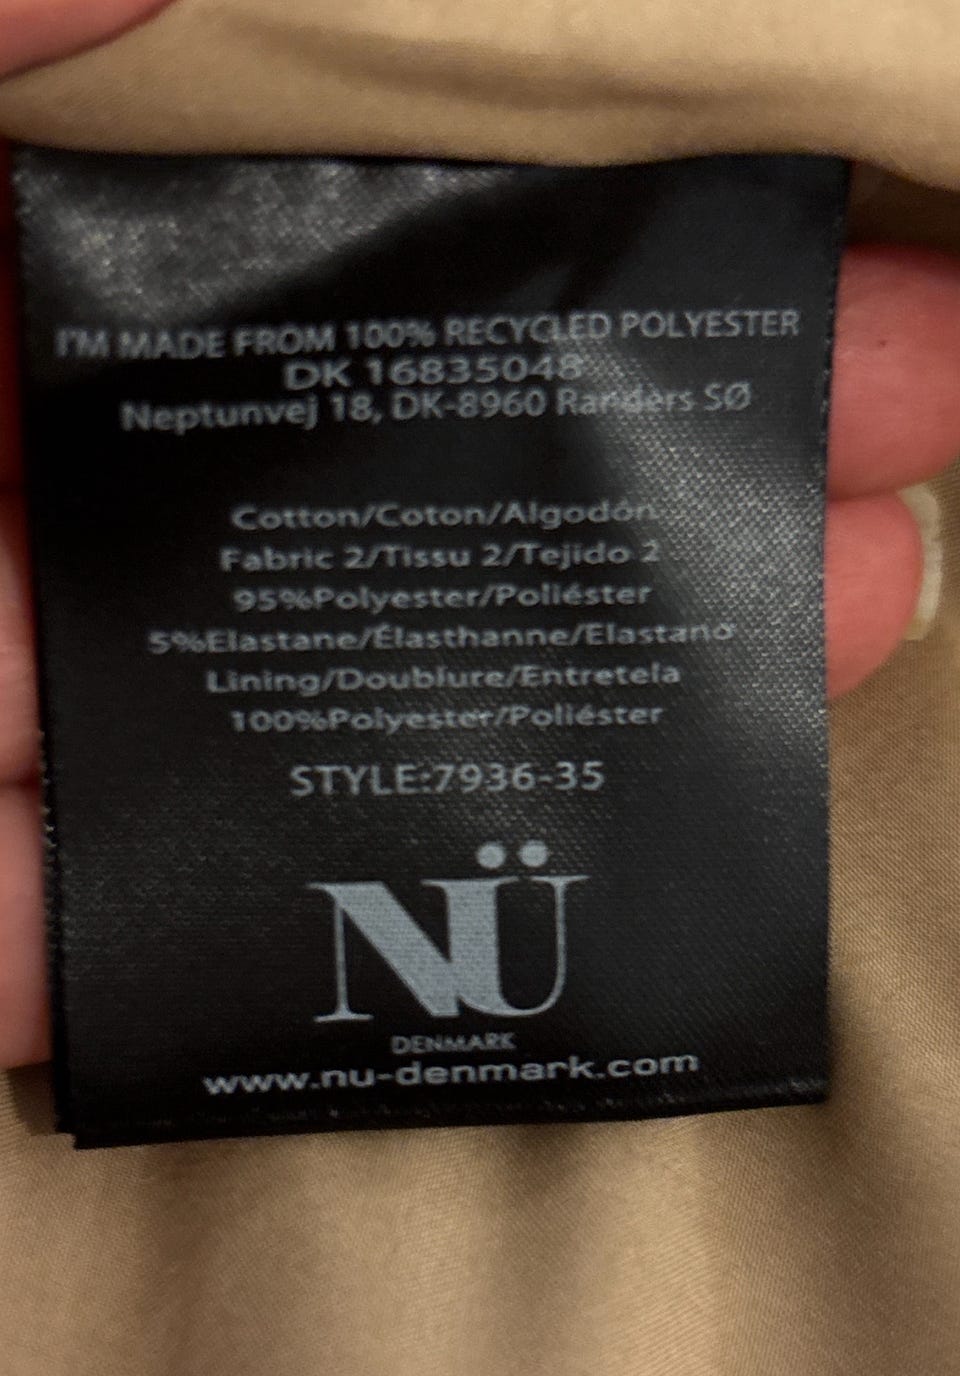 I'M MADE FROM 100% RECYCLED POLYESTER
DK 16835048
Neptunvej 18, DK-8960 Randers SØ
Cotton/Coton/Algodón
Fabric 2/Tissu 2/Tejido 2
95%Polyester/Poliéster
5%Elastane/Élasthanne/Elastano
Lining/Doublure/Entretela
100%Polyester/Poliéster
STYLE:7936-35
NÜ
DENMARK
www.nu-denmark.com